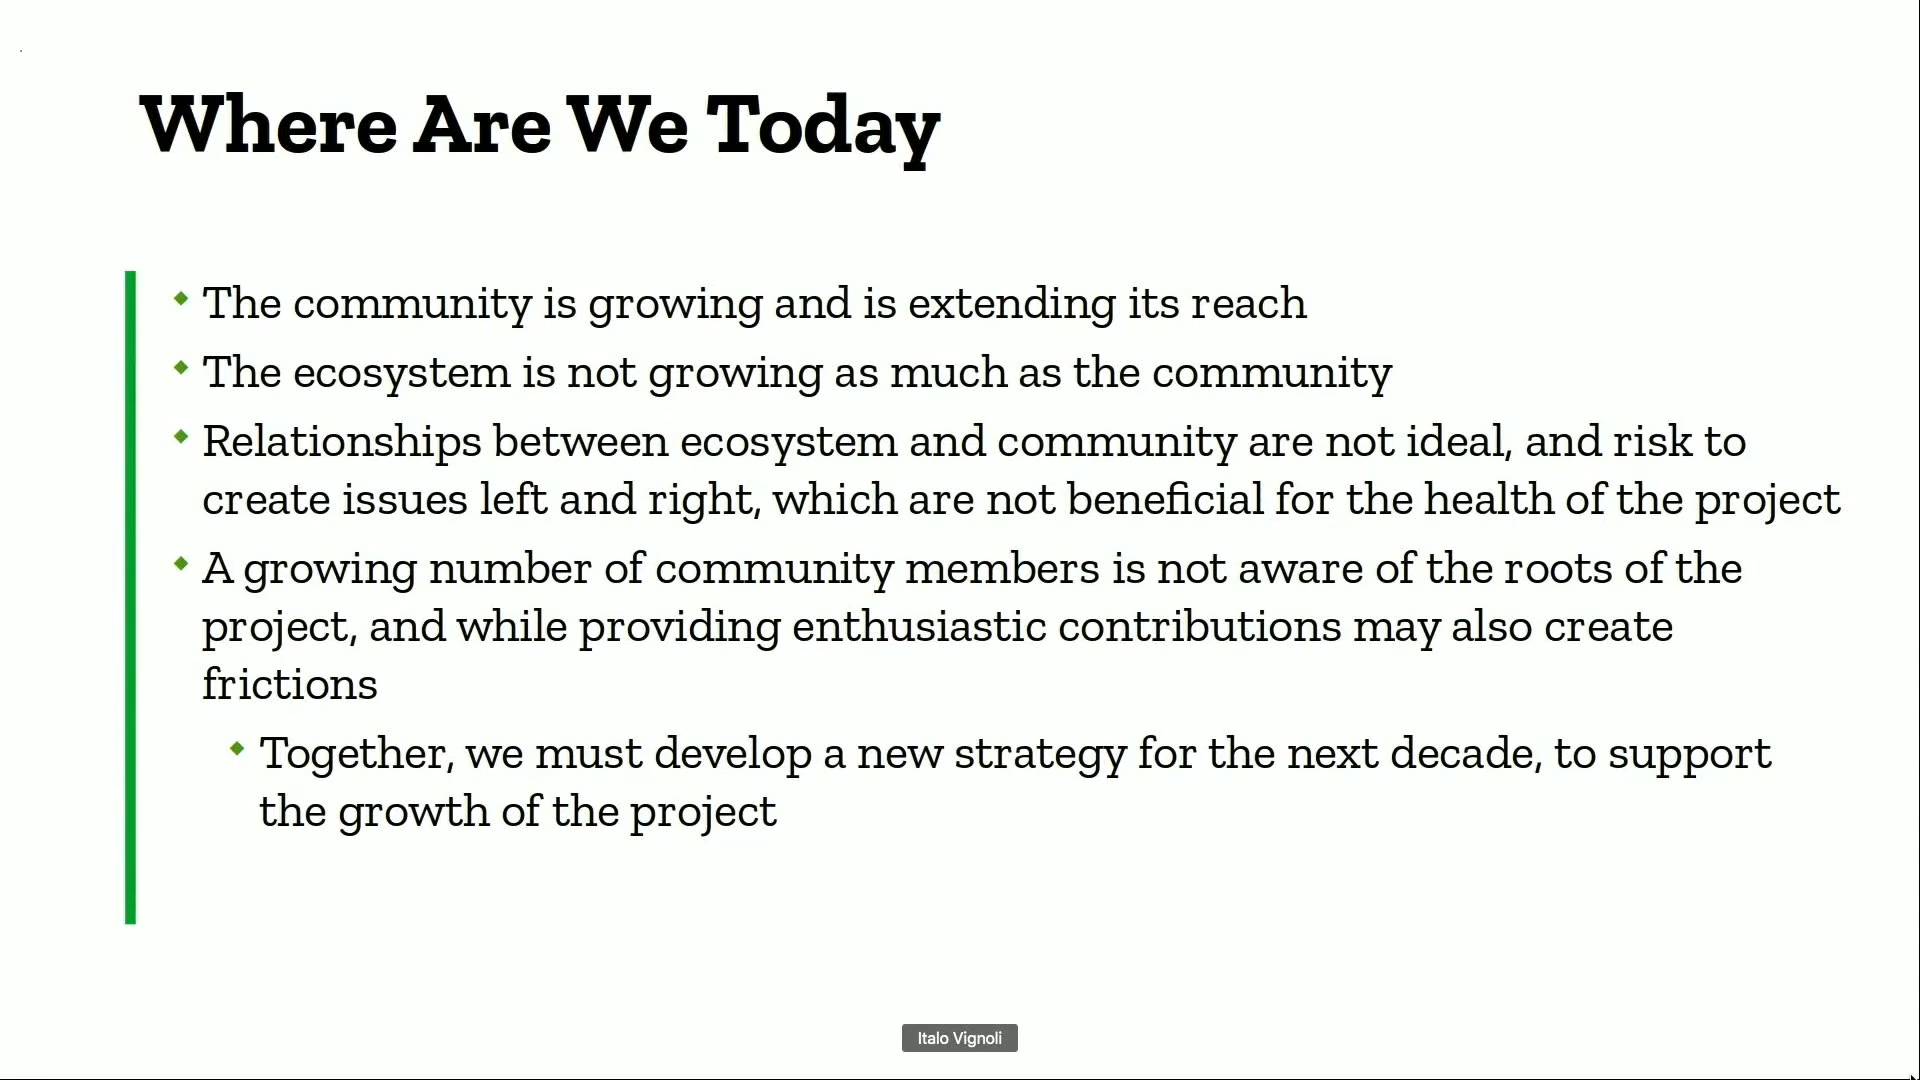 Where Are We Today
The community is growing and is extending its reach
The ecosystem is not growing as much as the community
Relationships between ecosystem and community are not ideal, and risk to
create issues left and right, which are not beneficial for the health of the project
A growing number of community members is not aware of the roots of the
project, and while providing enthusiastic contributions may also create
frictions
Together, we must develop a new strategy for the next decade, to support
the growth of the project
Italo Vignoli